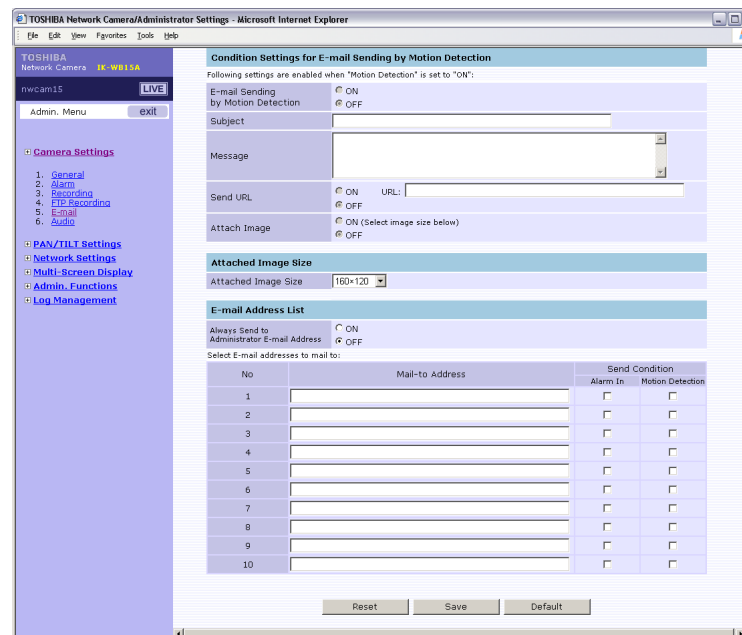 TOSHIBA Network Camera/Administrator Settings - Microsoft Internet Explorer
File Edit View Favorites Tools Help
TOSHIBA
Network Camera IK-WB15A
nwcam15 LIVE
Admin. Menu exit
Camera Settings
1. General
2. Alarm
3. Recording
4. FTP Recording
5. E-mail
6. Audio
PAN/TILT Settings
Network Settings
Multi-Screen Display
Admin. Functions
Log Management
Condition Settings for E-mail Sending by Motion Detection
Following settings are enabled when "Motion Detection" is set to "ON":
E-mail Sending
by Motion Detection
ON
OFF
Subject
Message
Send URL
ON URL:
OFF
Attach Image
ON (Select image size below)
OFF
Attached Image Size
Attached Image Size 160×120
E-mail Address List
Always Send to
Administrator E-mail Address
ON
OFF
Select E-mail addresses to mail to:
No Mail-to Address Send Condition
Alarm In Motion Detection
1
2
3
4
5
6
7
8
9
10
Reset Save Default